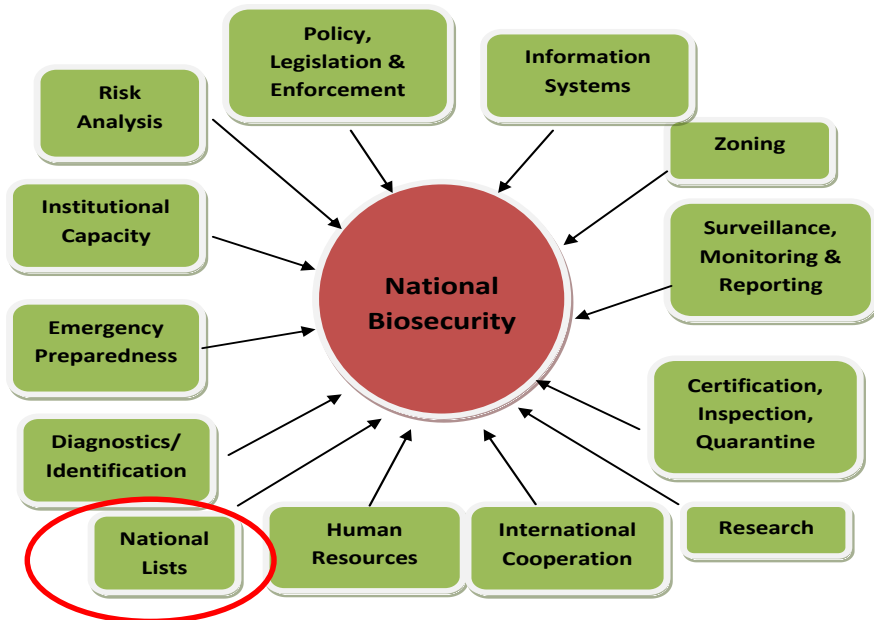 Policy,
Legislation &
Enforcement
Information
Systems
Risk
Analysis
Zoning
Institutional
Capacity
Surveillance,
Monitoring &
Reporting
National
Biosecurity
Emergency
Preparedness
Certification,
Inspection,
Quarantine
Diagnostics/
Identification
National
Lists
Human
Resources
International
Cooperation
Research